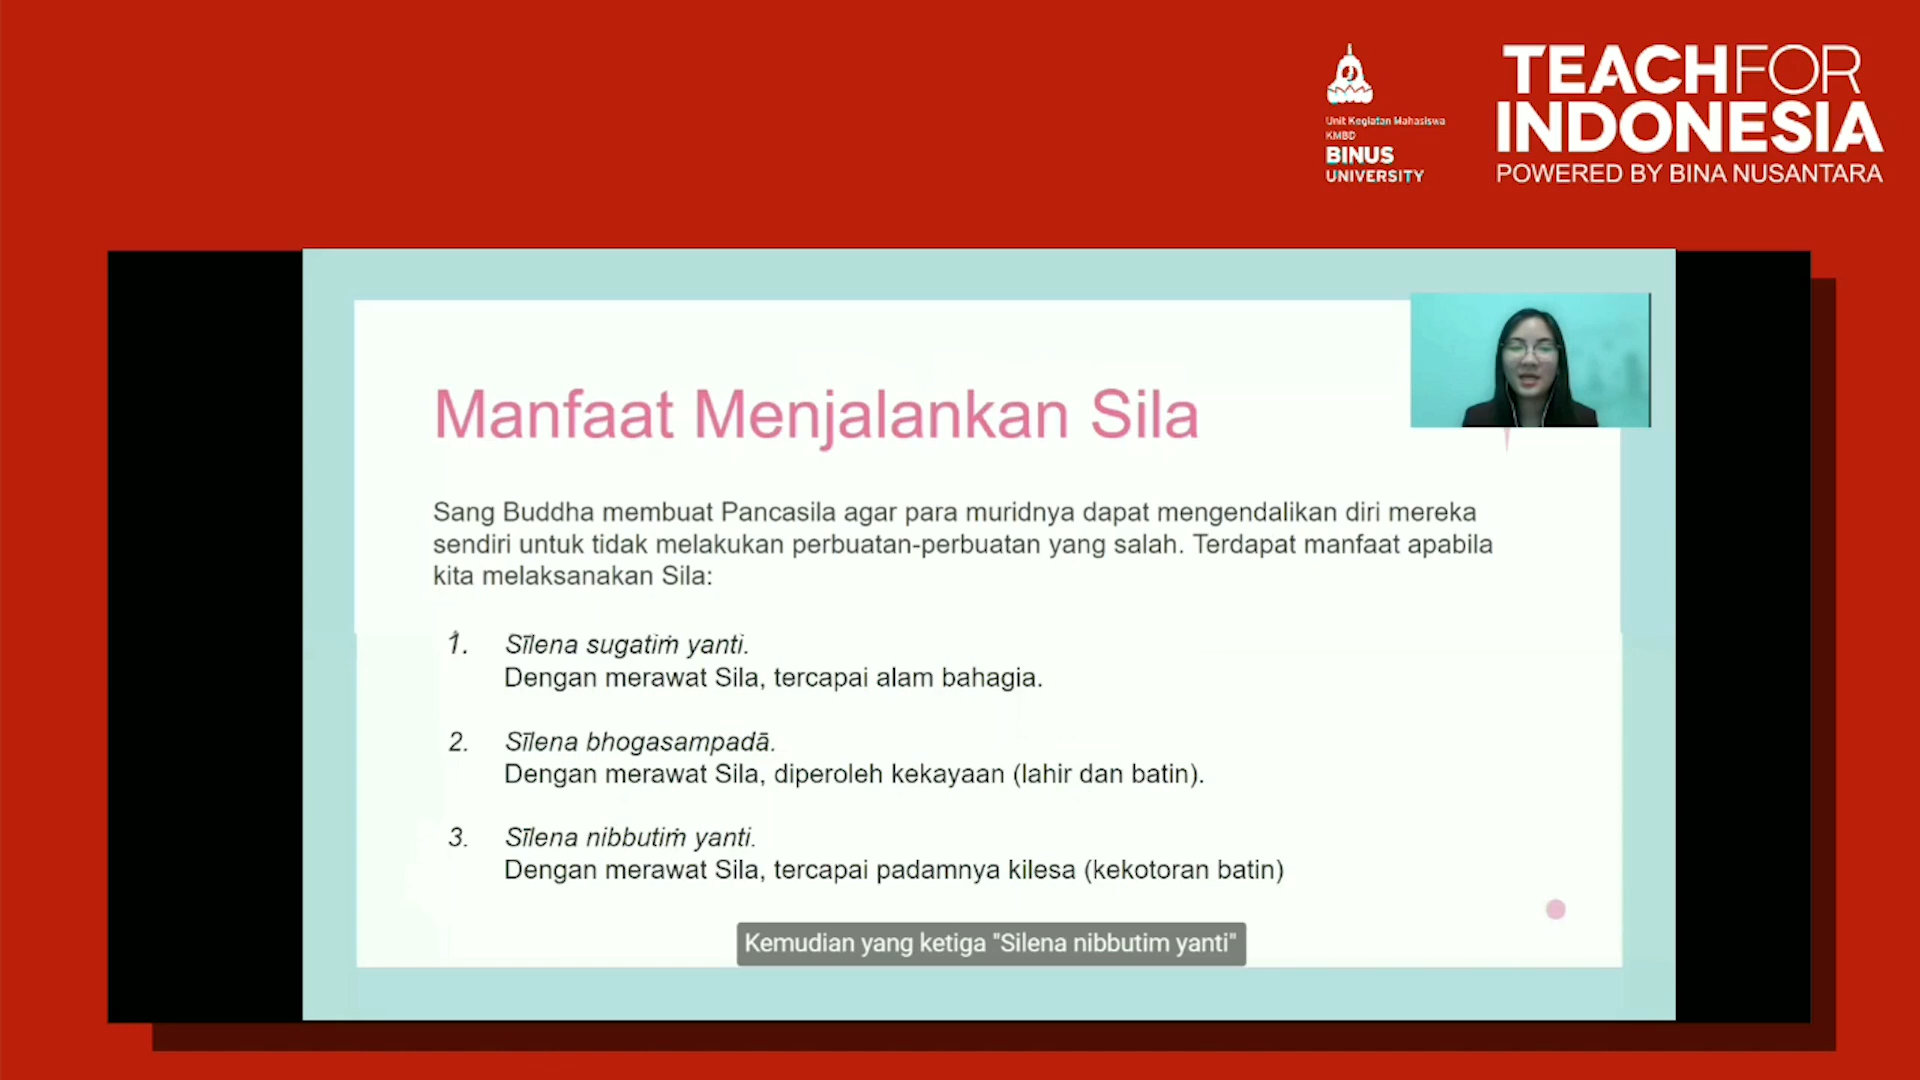 Unit Kegiatan Mahasiswa
KMBD
BINUS
UNIVERSITY
TEACHFOR
INDONESIA
POWERED BY BINA NUSANTARA
Manfaat Menjalankan Sila
Sang Buddha membuat Pancasila agar para muridnya dapat mengendalikan diri mereka
sendiri untuk tidak melakukan perbuatan-perbuatan yang salah. Terdapat manfaat apabila
kita melaksanakan Sila:
1. Sīlena sugatiṁ yanti.
Dengan merawat Sila, tercapai alam bahagia.
2. Sīlena bhogasampadā.
Dengan merawat Sila, diperoleh kekayaan (lahir dan batin).
3. Sīlena nibbutiṁ yanti.
Dengan merawat Sila, tercapai padamnya kilesa (kekotoran batin)
Kemudian yang ketiga "Silena nibbutim yanti"